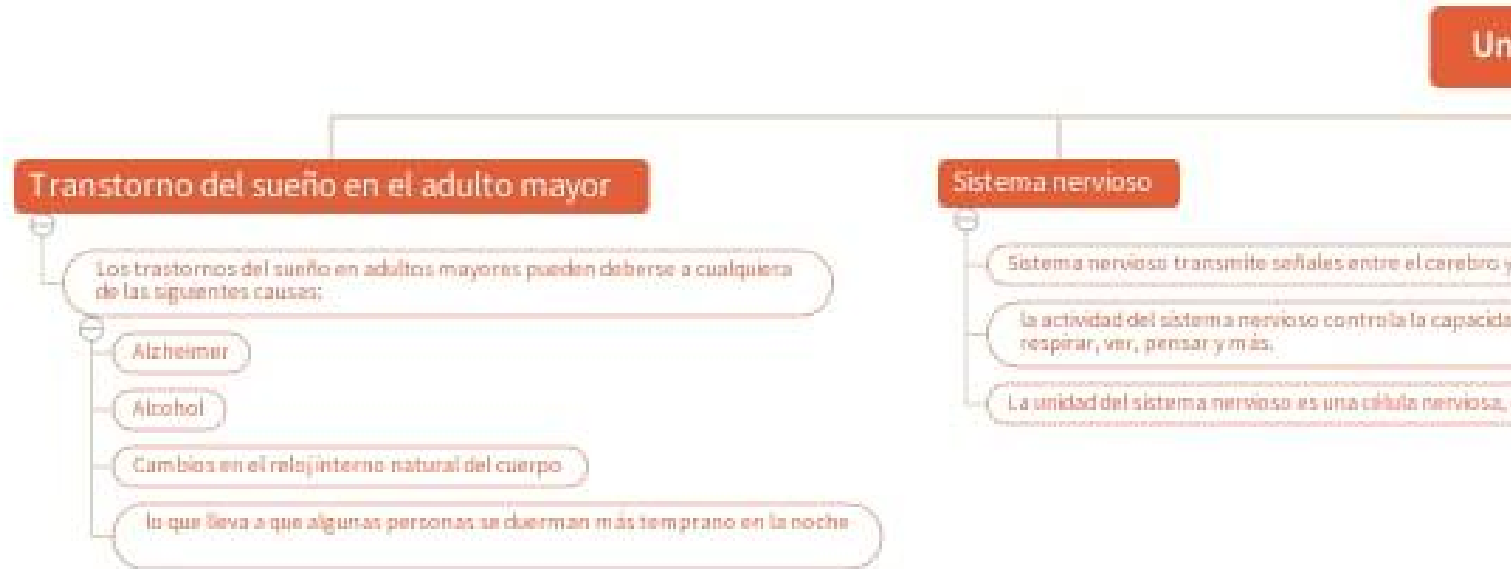 Un
Transtorno del sueño en el adulto mayor
Los trastornos del sueño en adultos mayores pueden deberse a cualquiera
de las siguientes causas:
Alzheimer
Alcohol
Cambios en el reloj interno natural del cuerpo
lo que lleva a que algunas personas se duerman más temprano en la noche
Sistema nervioso
Sistema nervioso transmite señales entre el cerebro y
la actividad del sistema nervioso controla la capacida
respirar, ver, pensar y más.
La unidad del sistema nervioso es una célula nerviosa,